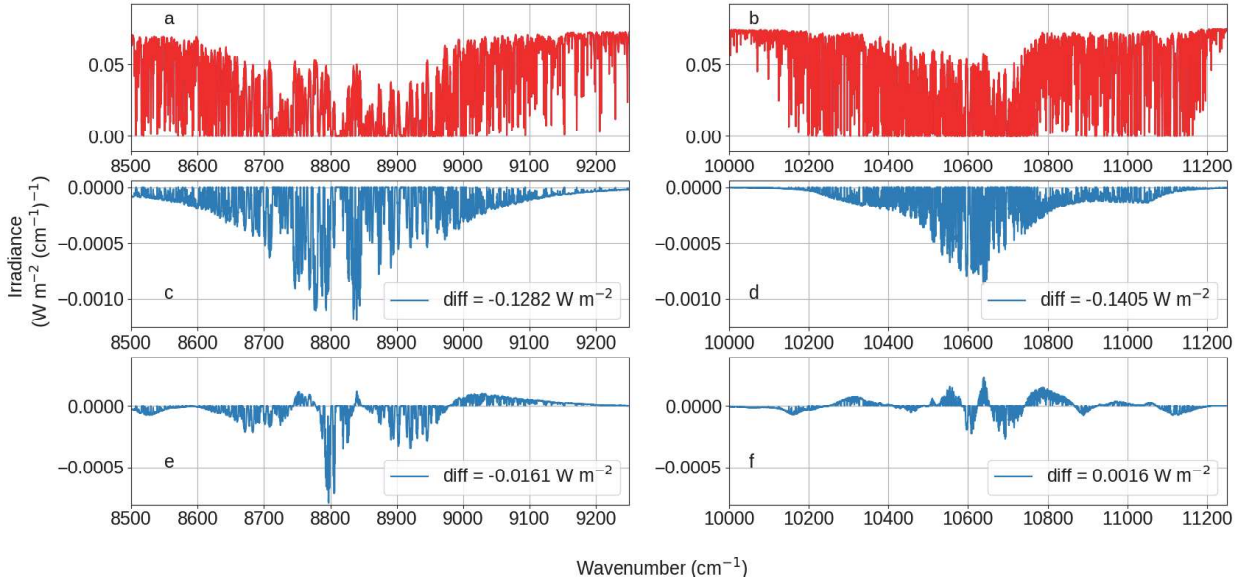 a
b
0.05
0.00
0.05
0.00
8500 8600 8700 8800 8900 9000 9100 9200
10000 10200 10400 10600 10800 11000 11200
Irradiance
(W m⁻² (cm⁻¹)⁻¹)
0.0000
−0.0005
−0.0010
c
diff = -0.1282 W m⁻²
0.0000
−0.0005
−0.0010
d
diff = -0.1405 W m⁻²
8500 8600 8700 8800 8900 9000 9100 9200
10000 10200 10400 10600 10800 11000 11200
0.0000
−0.0005
e
diff = -0.0161 W m⁻²
0.0000
−0.0005
f
diff = 0.0016 W m⁻²
8500 8600 8700 8800 8900 9000 9100 9200
10000 10200 10400 10600 10800 11000 11200
Wavenumber (cm⁻¹)